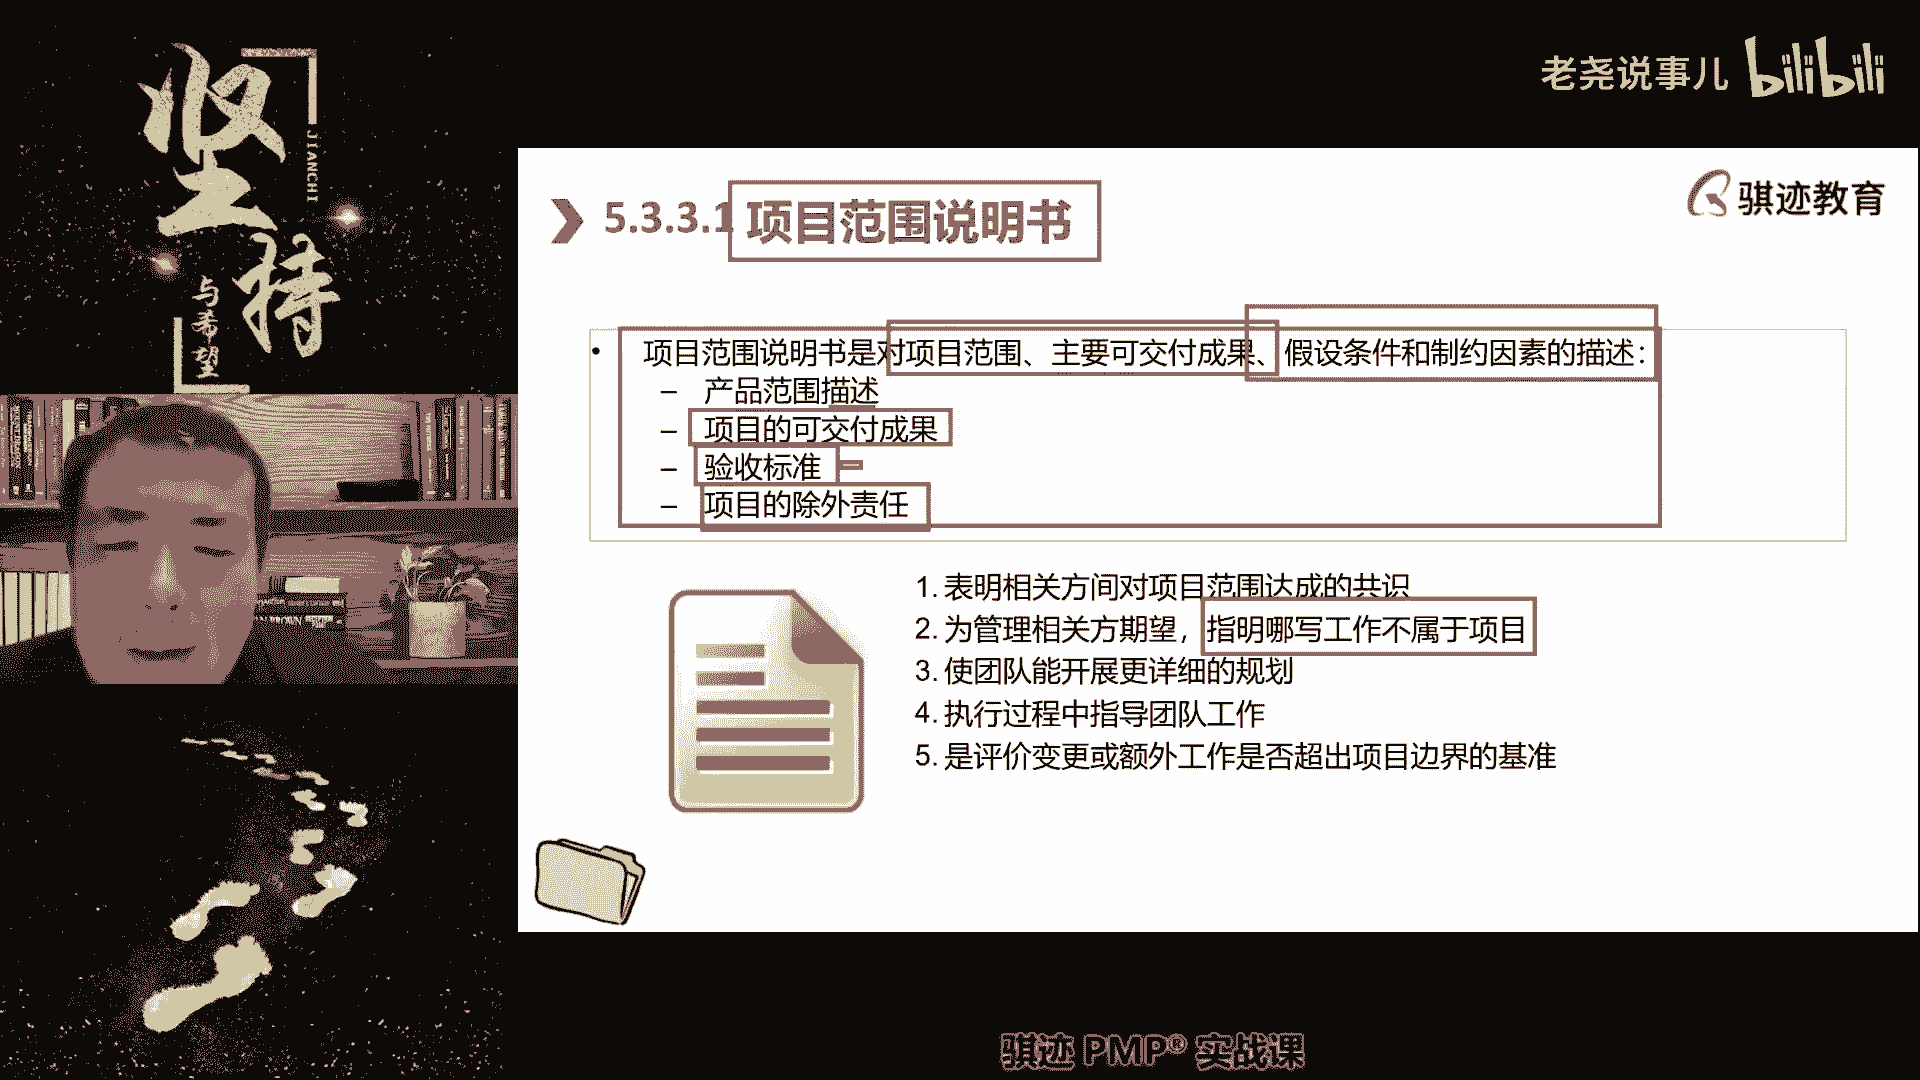 坚持
JIANCHI
与希望
老尧说事儿 bilibili
骐迹教育
5.3.3.1 项目范围说明书
• 项目范围说明书是对项目范围、主要可交付成果、假设条件和制约因素的描述：
– 产品范围描述
– 项目的可交付成果
– 验收标准
– 项目的除外责任
1. 表明相关方间对项目范围达成的共识
2. 为管理相关方期望，指明哪写工作不属于项目
3. 使团队能开展更详细的规划
4. 执行过程中指导团队工作
5. 是评价变更或额外工作是否超出项目边界的基准
骐迹 PMP® 实战课